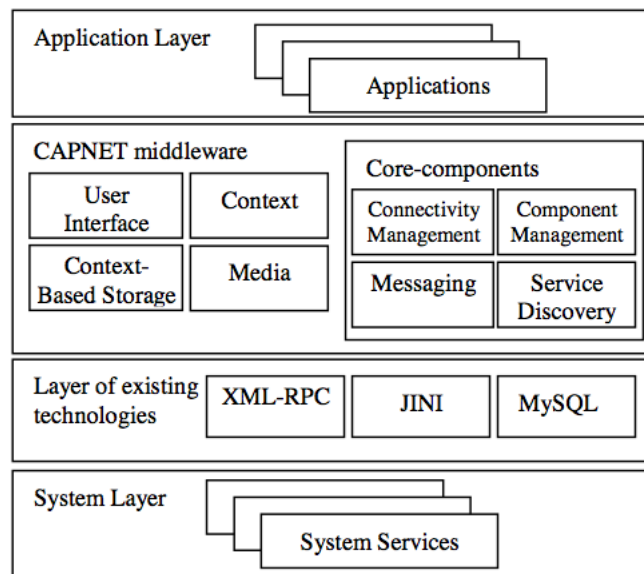 Application Layer
Applications
CAPNET middleware
User
Interface
Context
Context-
Based Storage
Media
Core-components
Connectivity
Management
Component
Management
Messaging
Service
Discovery
Layer of existing
technologies
XML-RPC
JINI
MySQL
System Layer
System Services